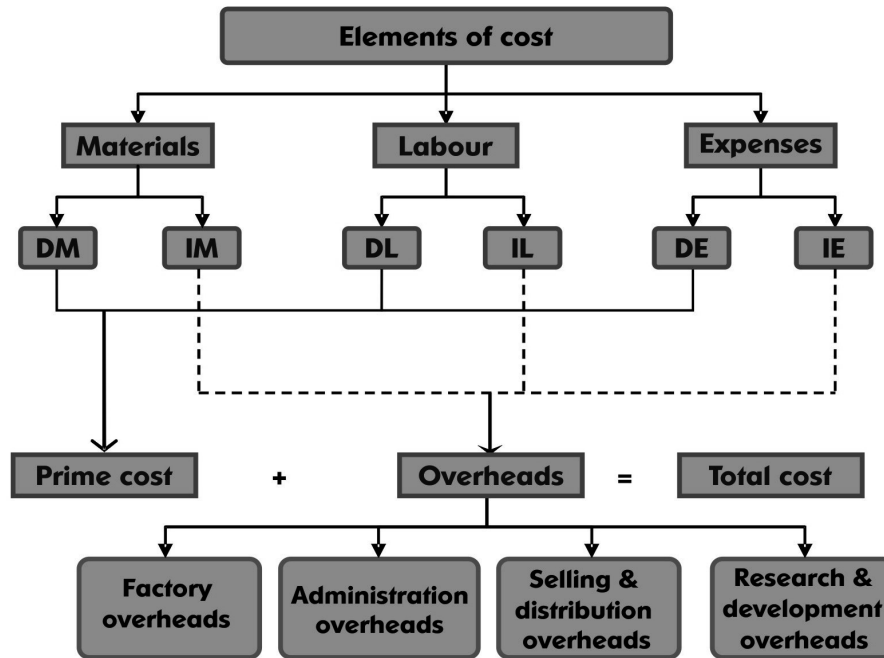 Elements of cost
Materials
Labour
Expenses
DM
IM
DL
IL
DE
IE
Prime cost
+
Overheads
=
Total cost
Factory
overheads
Administration
overheads
Selling &
distribution
overheads
Research &
development
overheads